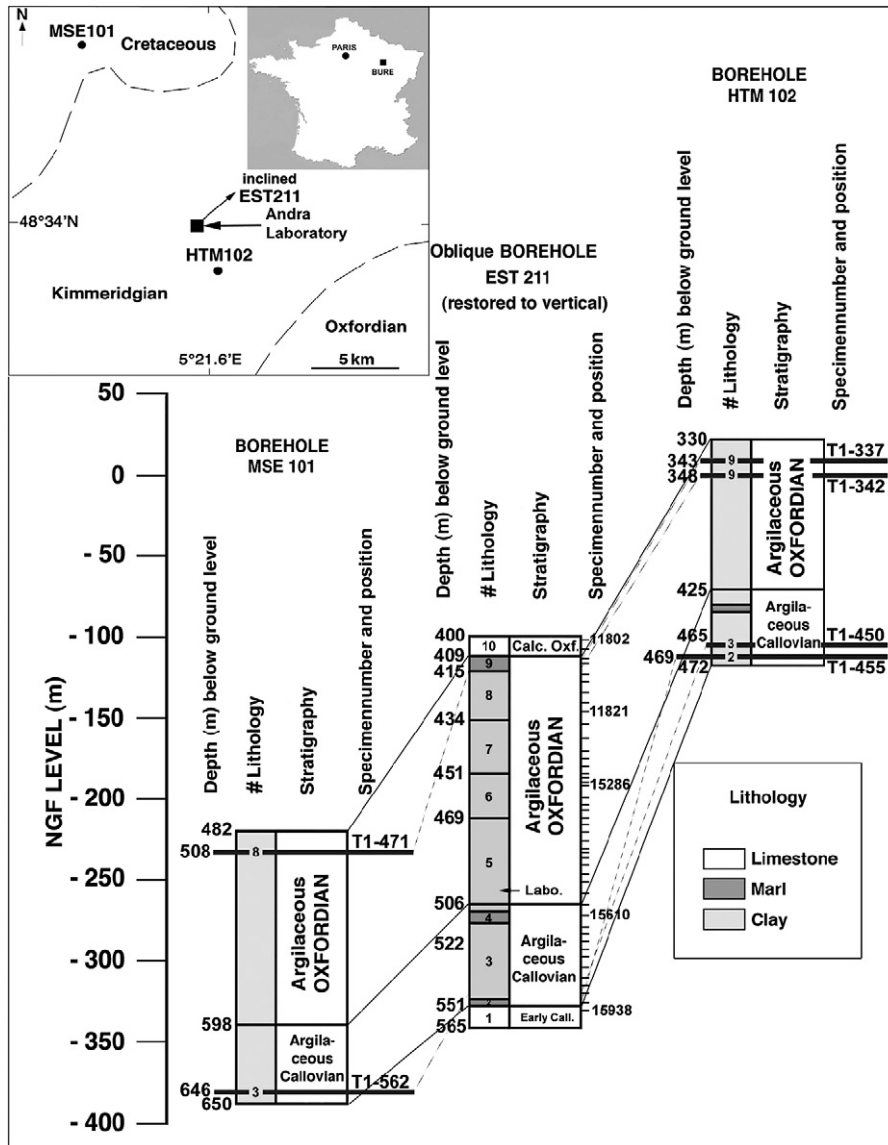 N
MSE101
Cretaceous
PARIS
BURE
inclined
EST211
Andra
Laboratory
48°34'N
HTM102
Kimmeridgian
Oxfordian
5°21.6'E
5 km
BOREHOLE
HTM 102
Depth (m) below ground level
# Lithology
Stratigraphy
Specimennumber and position
330
343
9
T1-337
348
9
T1-342
Argilaceous
OXFORDIAN
425
Argila-
ceous
Callovian
465
3
T1-450
469
2
T1-455
472
Oblique BOREHOLE
EST 211
(restored to vertical)
Depth (m) below ground level
# Lithology
Stratigraphy
Specimennumber and position
400
10
Calc. Oxf.
11802
409
9
415
8
11821
434
7
451
15286
6
469
5
Argilaceous
OXFORDIAN
Labo.
506
4
15610
522
3
Argila-
ceous
Callovian
2
551
15938
1
Early Call.
565
BOREHOLE
MSE 101
Depth (m) below ground level
# Lithology
Stratigraphy
Specimennumber and position
482
508
8
T1-471
Argilaceous
OXFORDIAN
598
Argila-
ceous
Callovian
646
3
T1-562
650
NGF LEVEL (m)
50
0
- 50
- 100
- 150
- 200
- 250
- 300
- 350
- 400
Lithology
Limestone
Marl
Clay